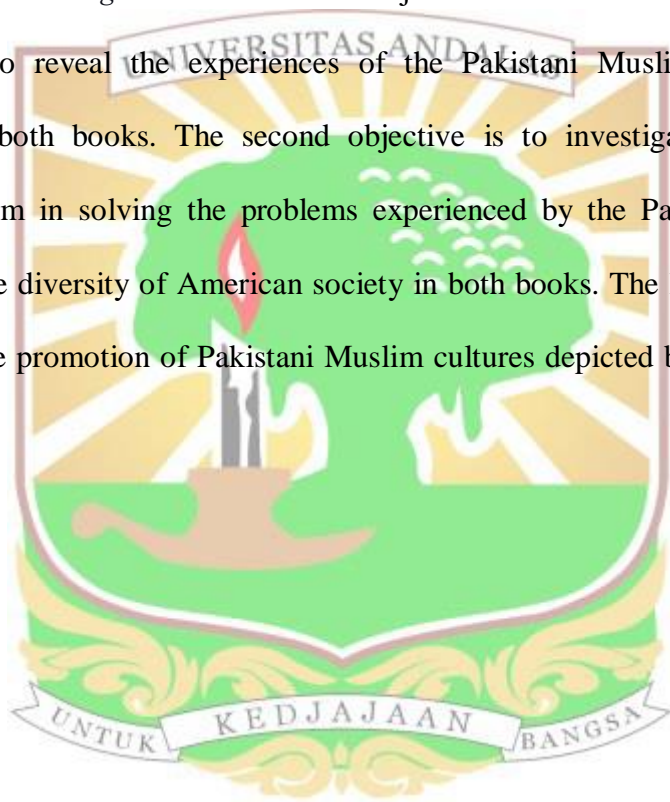 UNIVERSITAS ANDALAS
o reveal the experiences of the Pakistani Musli
both books. The second objective is to investiga
m in solving the problems experienced by the Pa
e diversity of American society in both books. The
e promotion of Pakistani Muslim cultures depicted b
UNTUK KEDJAJAAN BANGSA